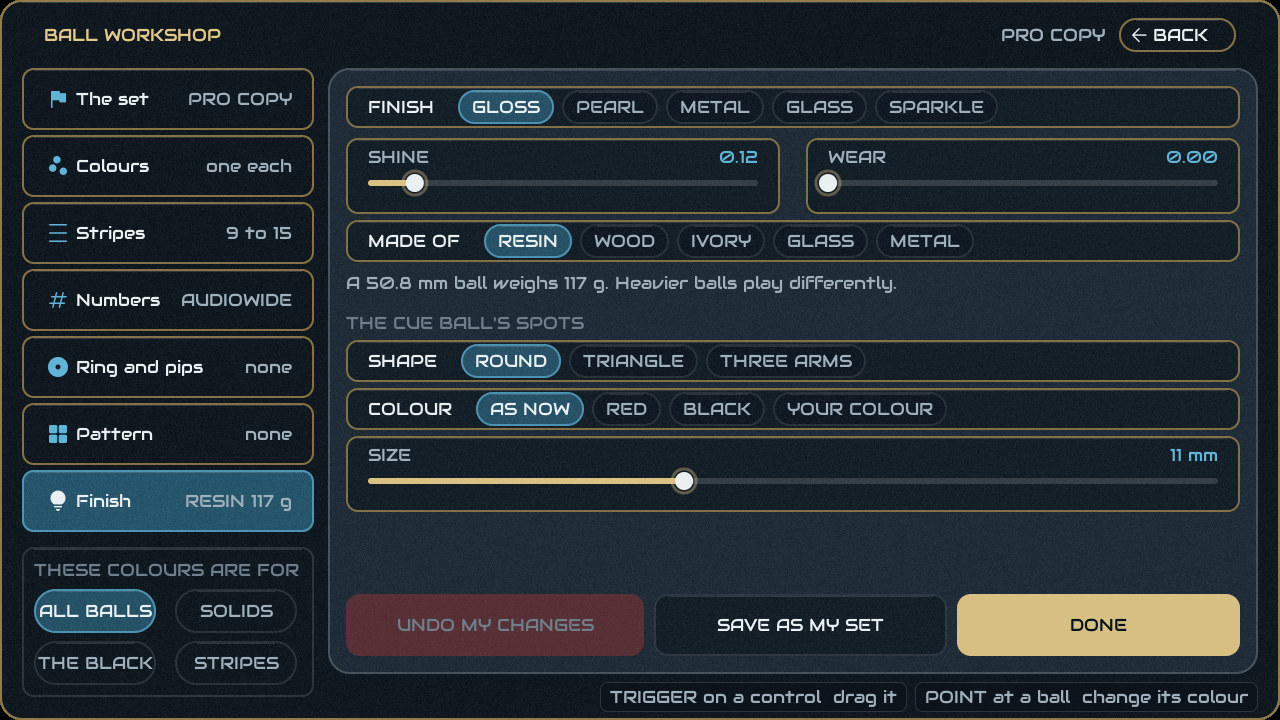 BALL WORKSHOP
PRO COPY
← BACK
The set PRO COPY
Colours one each
Stripes 9 to 15
# Numbers AUDIOWIDE
Ring and pips none
Pattern none
Finish RESIN 117 g
THESE COLOURS ARE FOR
ALL BALLS SOLIDS
THE BLACK STRIPES
FINISH GLOSS PEARL METAL GLASS SPARKLE
SHINE 0.12
WEAR 0.00
MADE OF RESIN WOOD IVORY GLASS METAL
A 50.8 mm ball weighs 117 g. Heavier balls play differently.
THE CUE BALL'S SPOTS
SHAPE ROUND TRIANGLE THREE ARMS
COLOUR AS NOW RED BLACK YOUR COLOUR
SIZE 11 mm
UNDO MY CHANGES SAVE AS MY SET DONE
TRIGGER on a control drag it
POINT at a ball change its colour